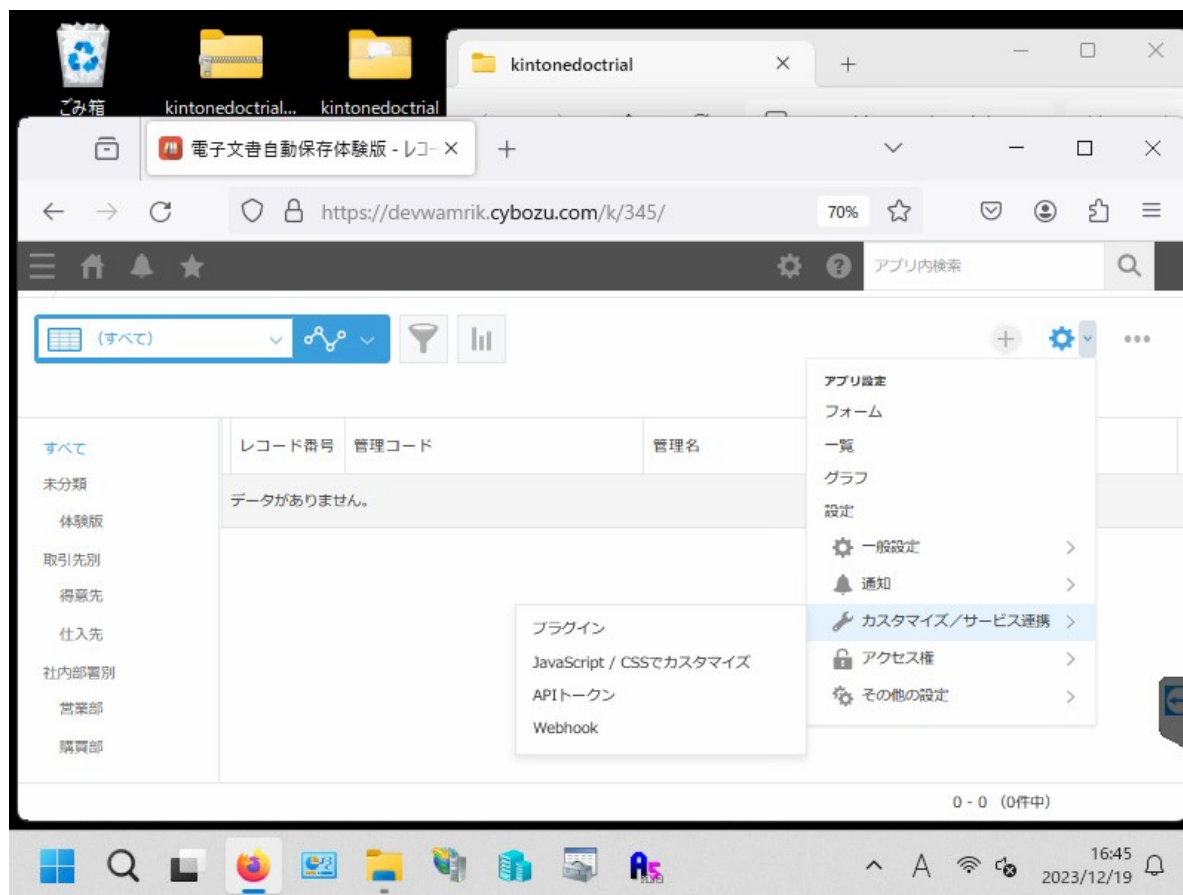 ごみ箱
kintonedoctrial...
kintonedoctrial
kintonedoctrial
電子文書自動保存体験版 - レコー
https://devwamrik.cybozu.com/k/345/
70%
アプリ内検索
(すべて)
アプリ設定
フォーム
一覧
グラフ
設定
一般設定
通知
カスタマイズ/サービス連携
アクセス権
その他の設定
プラグイン
JavaScript / CSSでカスタマイズ
APIトークン
Webhook
すべて
未分類
体験版
取引先別
得意先
仕入先
社内部署別
営業部
購買部
レコード番号 管理コード 管理名
データがありません。
0 - 0 (0件中)
A
16:45
2023/12/19